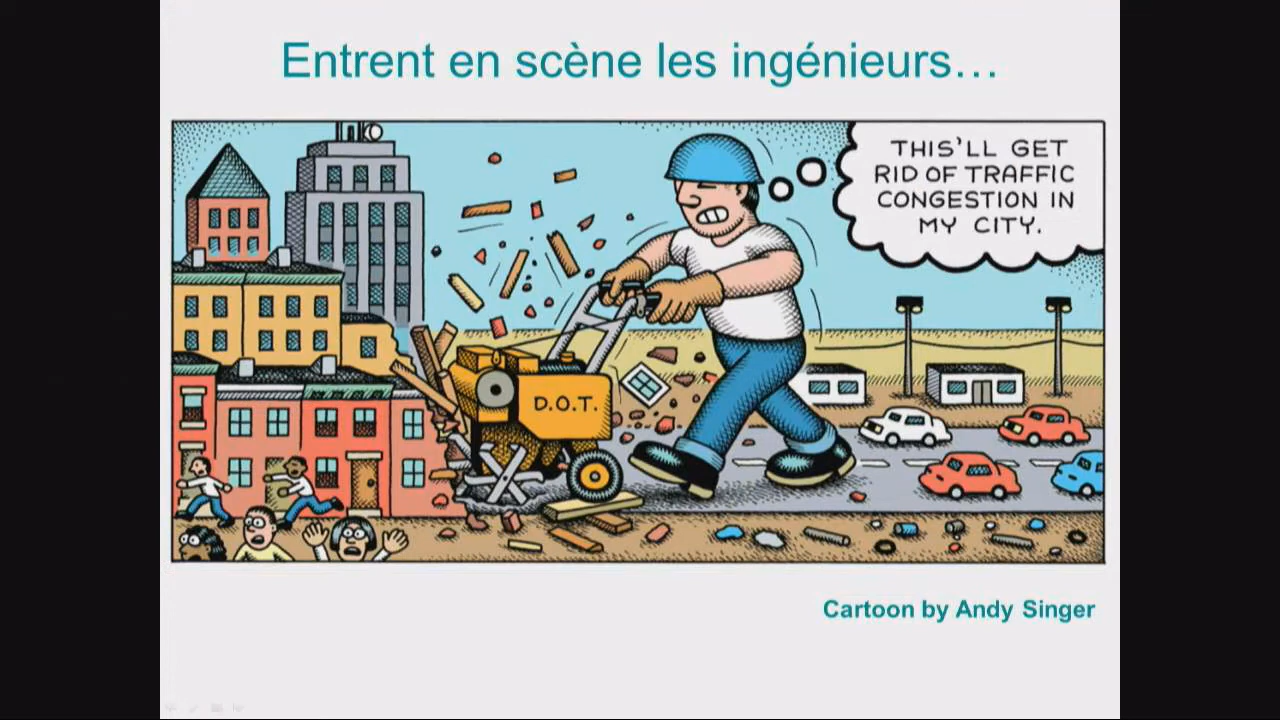 Entrent en scène les ingénieurs…
THIS'LL GET
RID OF TRAFFIC
CONGESTION IN
MY CITY.
D.O.T.
Cartoon by Andy Singer